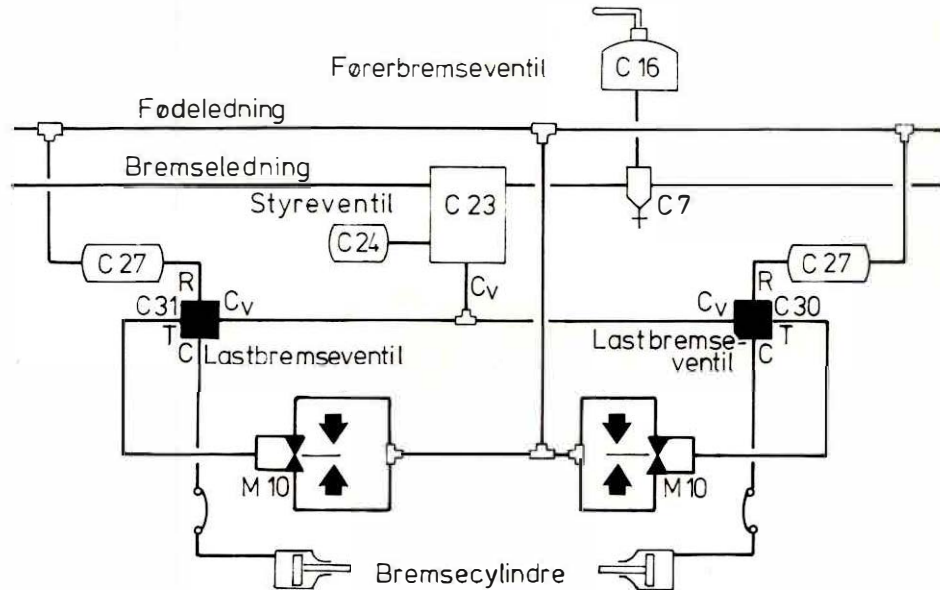 C 16
Førerbremseventil
Fødeledning
Bremseledning
Styreventil
C 23
C 7
C 24
C 27
C 27
R
R
Cv
C31
Cv
Cv
C30
T
T
C
Lastbremseventil
Lastbremse-
ventil
C
M 10
M 10
Bremsecylindre